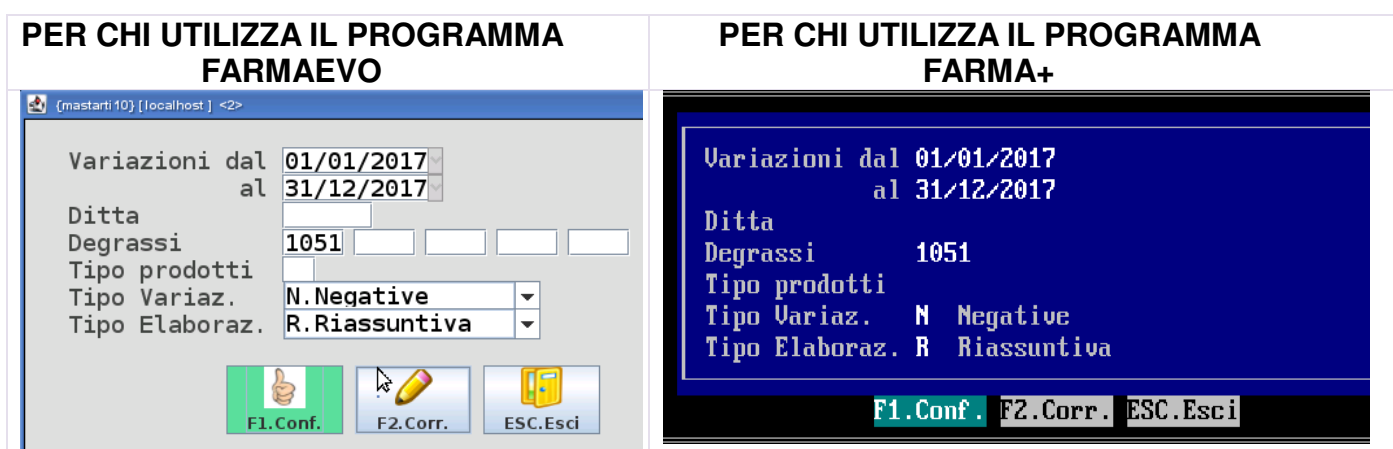 PER CHI UTILIZZA IL PROGRAMMA
FARMAEVO
{mastarti10} [localhost ] <2>
Variazioni dal 01/01/2017
al 31/12/2017
Ditta
Degrassi 1051
Tipo prodotti
Tipo Variaz. N.Negative
Tipo Elaboraz. R.Riassuntiva
F1.Conf. F2.Corr. ESC.Esci
PER CHI UTILIZZA IL PROGRAMMA
FARMA+
Variazioni dal 01/01/2017
al 31/12/2017
Ditta
Degrassi 1051
Tipo prodotti
Tipo Variaz. N Negative
Tipo Elaboraz. R Riassuntiva
F1.Conf. F2.Corr. ESC.Esci